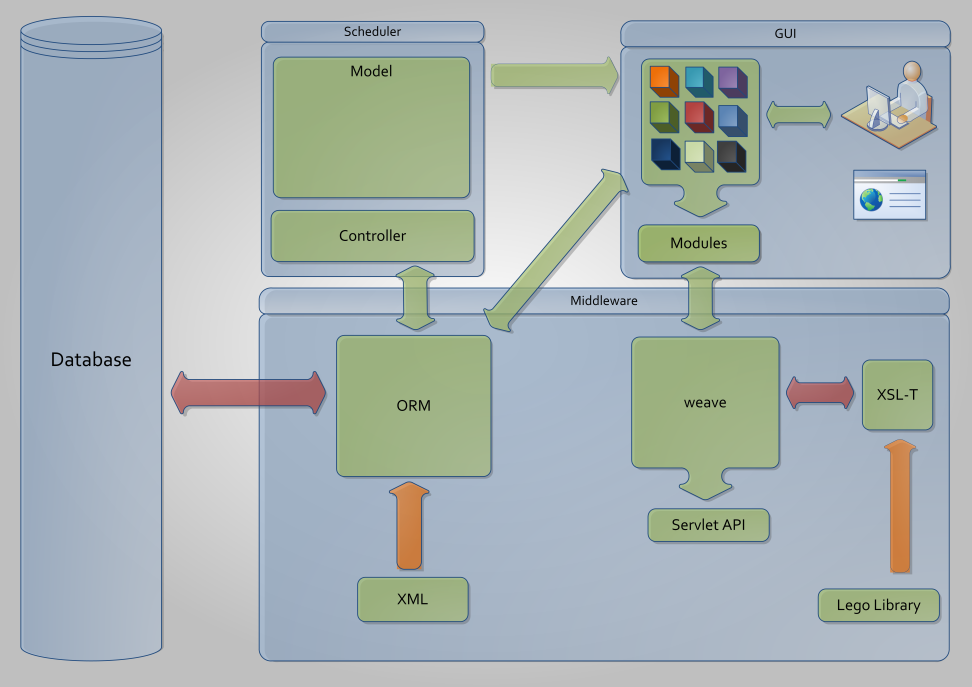 Scheduler
GUI
Model
Controller
Modules
Middleware
Database
ORM
weave
XSL-T
Servlet API
XML
Lego Library